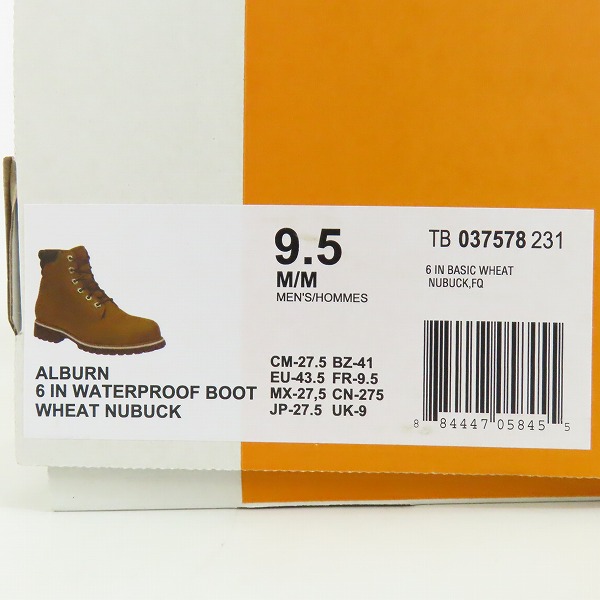 ALBURN
6 IN WATERPROOF BOOT
WHEAT NUBUCK
9.5
M/M
MEN'S/HOMMES
CM-27.5 BZ-41
EU-43.5 FR-9.5
MX-27,5 CN-275
JP-27.5 UK-9
TB 037578 231
6 IN BASIC WHEAT
NUBUCK,FQ
8 84447 05845 5